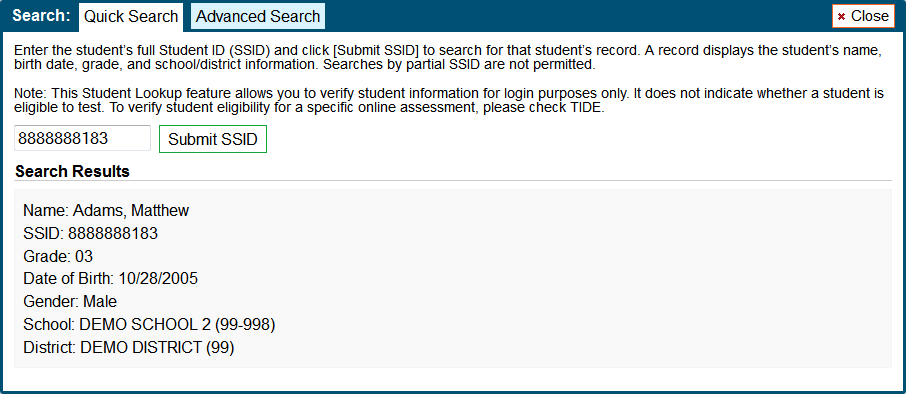 Search: Quick Search Advanced Search × Close
Enter the student's full Student ID (SSID) and click [Submit SSID] to search for that student's record. A record displays the student's name,
birth date, grade, and school/district information. Searches by partial SSID are not permitted.
Note: This Student Lookup feature allows you to verify student information for login purposes only. It does not indicate whether a student is
eligible to test. To verify student eligibility for a specific online assessment, please check TIDE.
8888888183 Submit SSID
Search Results
Name: Adams, Matthew
SSID: 8888888183
Grade: 03
Date of Birth: 10/28/2005
Gender: Male
School: DEMO SCHOOL 2 (99-998)
District: DEMO DISTRICT (99)